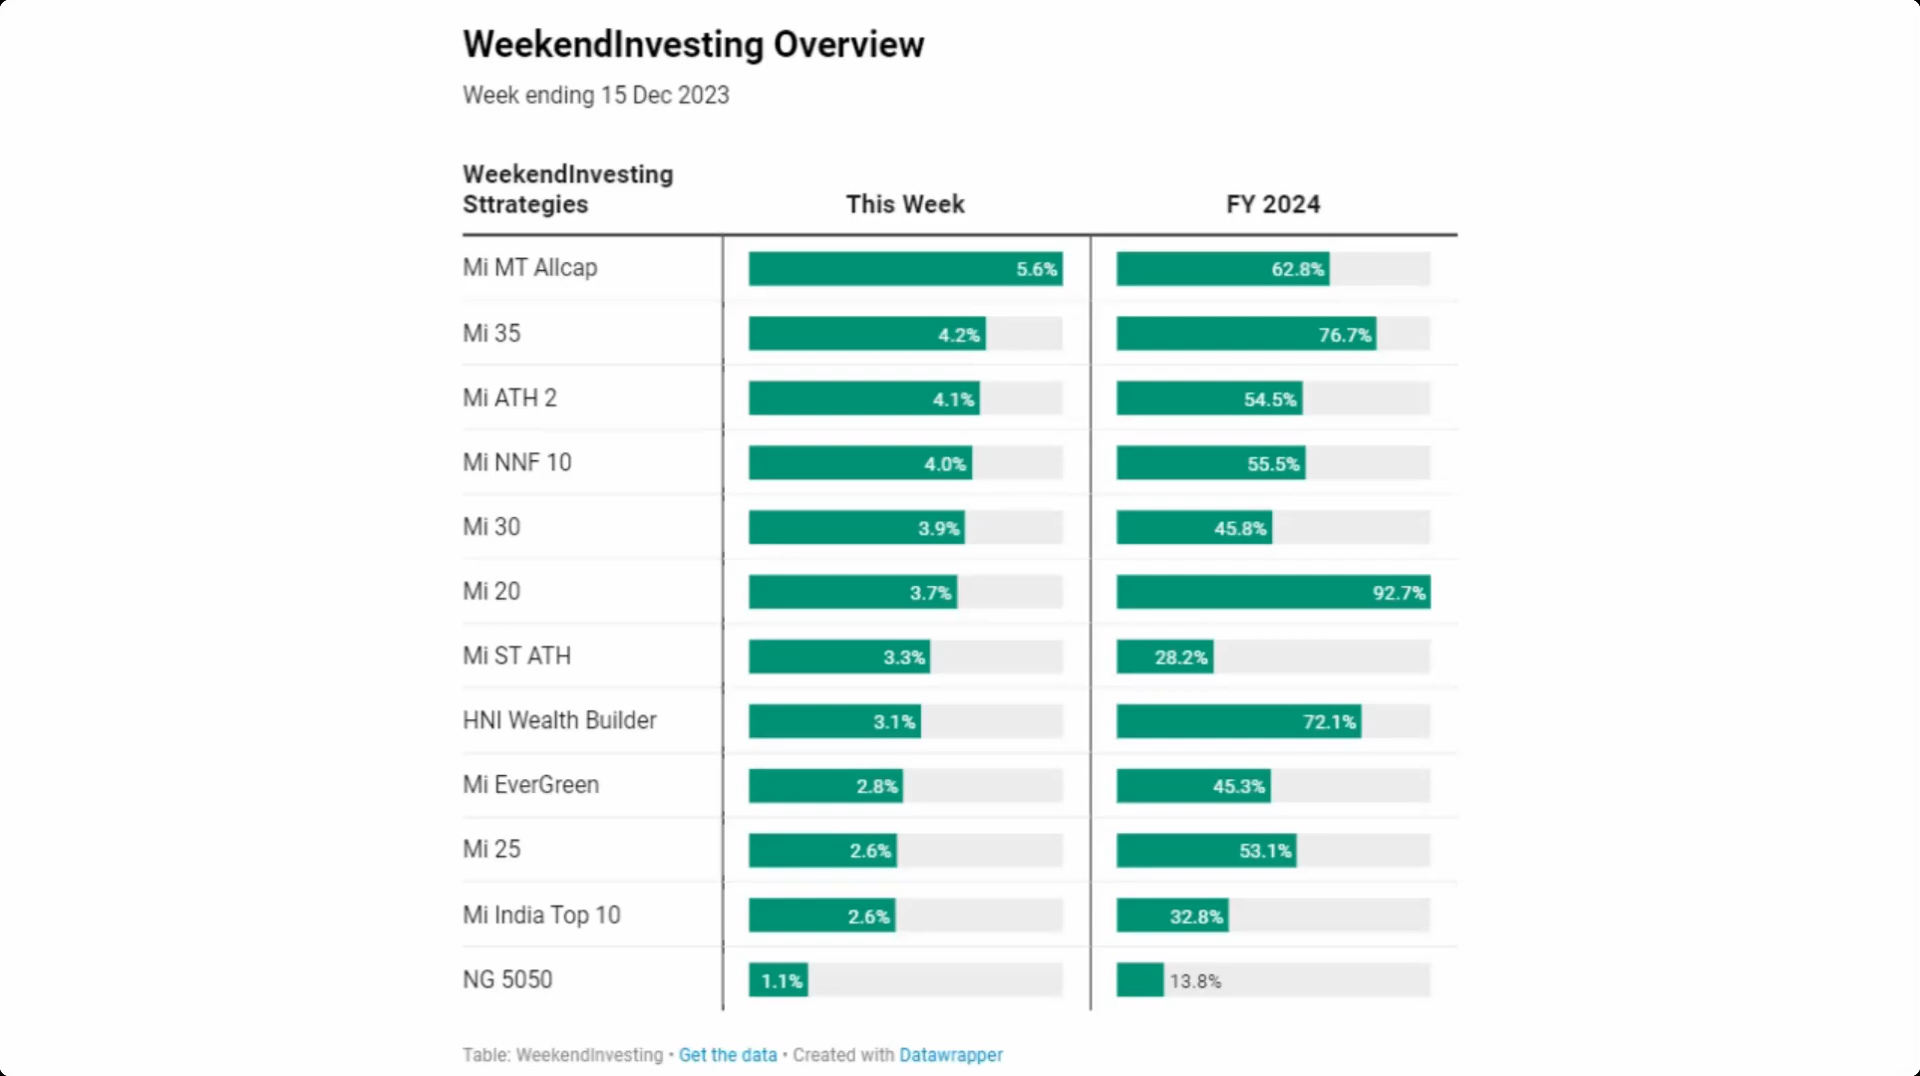 WeekendInvesting Overview
Week ending 15 Dec 2023
WeekendInvesting
Sttrategies
This Week
FY 2024
Mi MT Allcap 5.6% 62.8%
Mi 35 4.2% 76.7%
Mi ATH 2 4.1% 54.5%
Mi NNF 10 4.0% 55.5%
Mi 30 3.9% 45.8%
Mi 20 3.7% 92.7%
Mi ST ATH 3.3% 28.2%
HNI Wealth Builder 3.1% 72.1%
Mi EverGreen 2.8% 45.3%
Mi 25 2.6% 53.1%
Mi India Top 10 2.6% 32.8%
NG 5050 1.1% 13.8%
Table: WeekendInvesting • Get the data • Created with Datawrapper